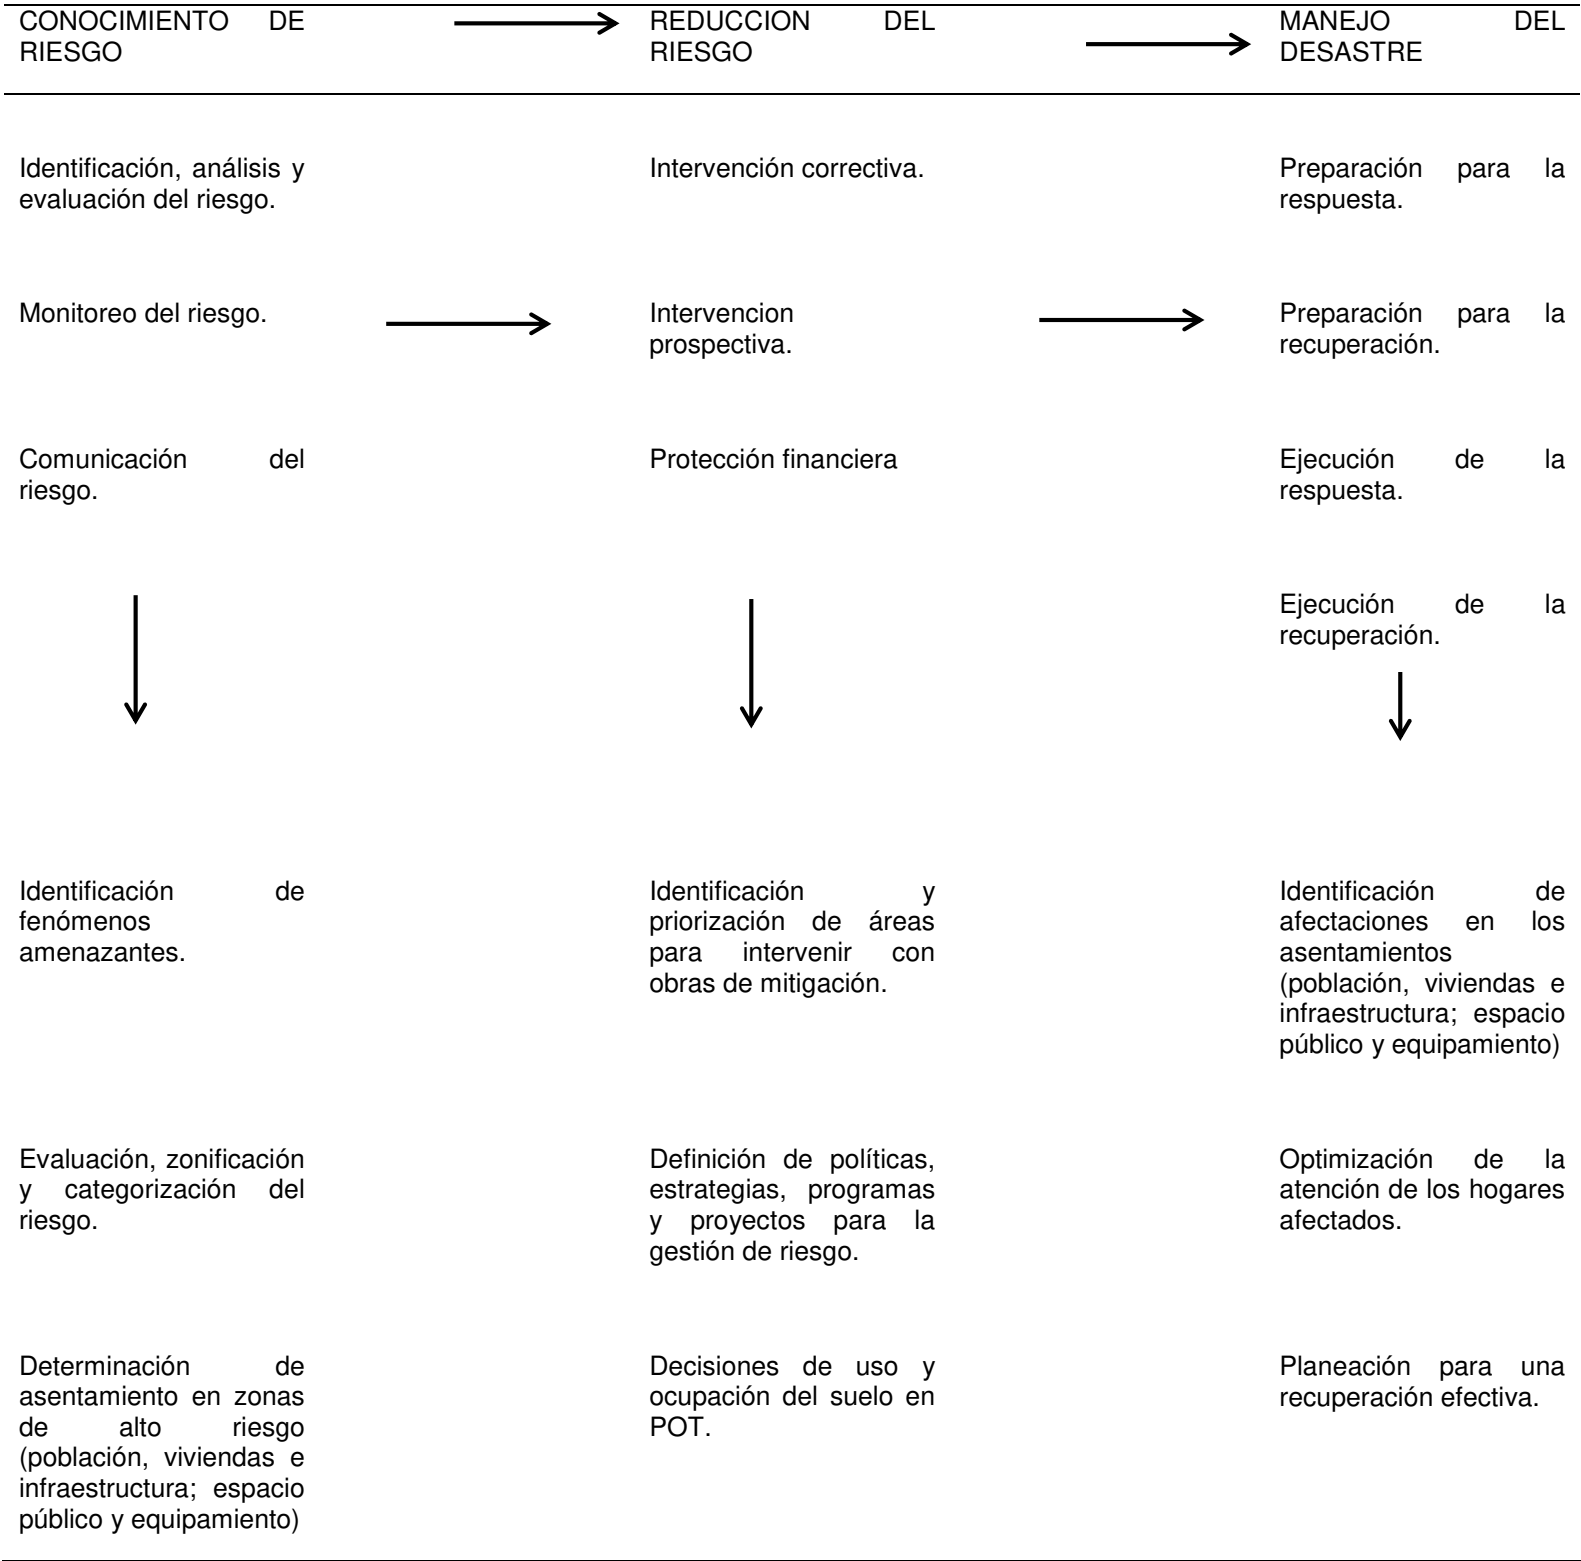 CONOCIMIENTO DE
RIESGO
REDUCCION DEL
RIESGO
MANEJO DEL
DESASTRE
Identificación, análisis y
evaluación del riesgo.
Intervención correctiva.
Preparación para la
respuesta.
Monitoreo del riesgo.
Intervencion
prospectiva.
Preparación para la
recuperación.
Comunicación del
riesgo.
Protección financiera
Ejecución de la
respuesta.
Ejecución de la
recuperación.
Identificación de
fenómenos
amenazantes.
Identificación y
priorización de áreas
para intervenir con
obras de mitigación.
Identificación de
afectaciones en los
asentamientos
(población, viviendas e
infraestructura; espacio
público y equipamiento)
Evaluación, zonificación
y categorización del
riesgo.
Definición de políticas,
estrategias, programas
y proyectos para la
gestión de riesgo.
Optimización de la
atención de los hogares
afectados.
Determinación de
asentamiento en zonas
de alto riesgo
(población, viviendas e
infraestructura; espacio
público y equipamiento)
Decisiones de uso y
ocupación del suelo en
POT.
Planeación para una
recuperación efectiva.